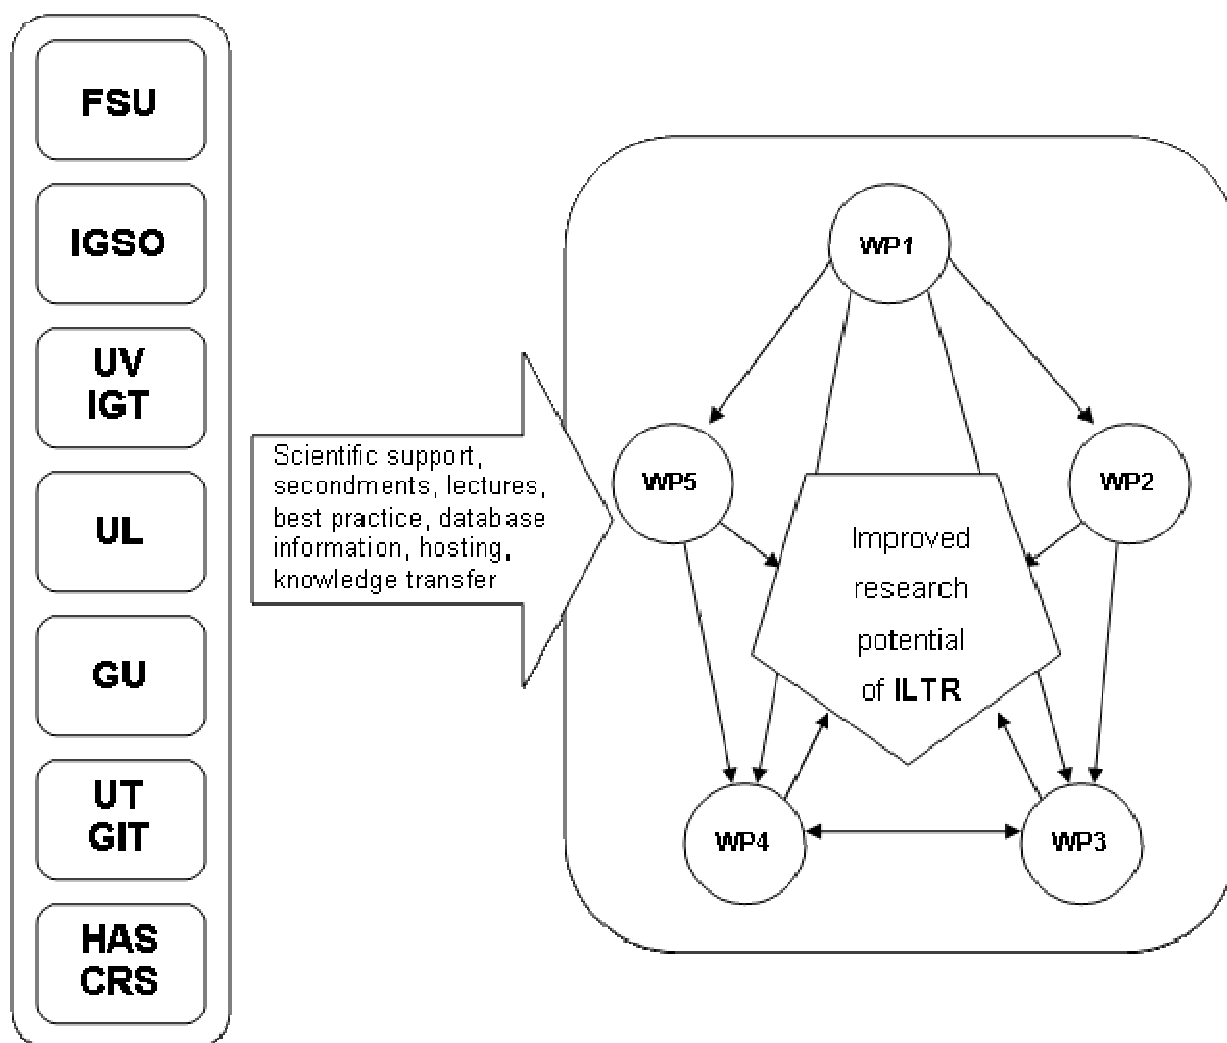 FSU
IGSO
UV
IGT
UL
GU
UT
GIT
HAS
CRS
Scientific support,
secondments, lectures,
best practice, database
information, hosting,
knowledge transfer
WP1
WP5
WP2
Improved
research
potential
of ILTR
WP4
WP3